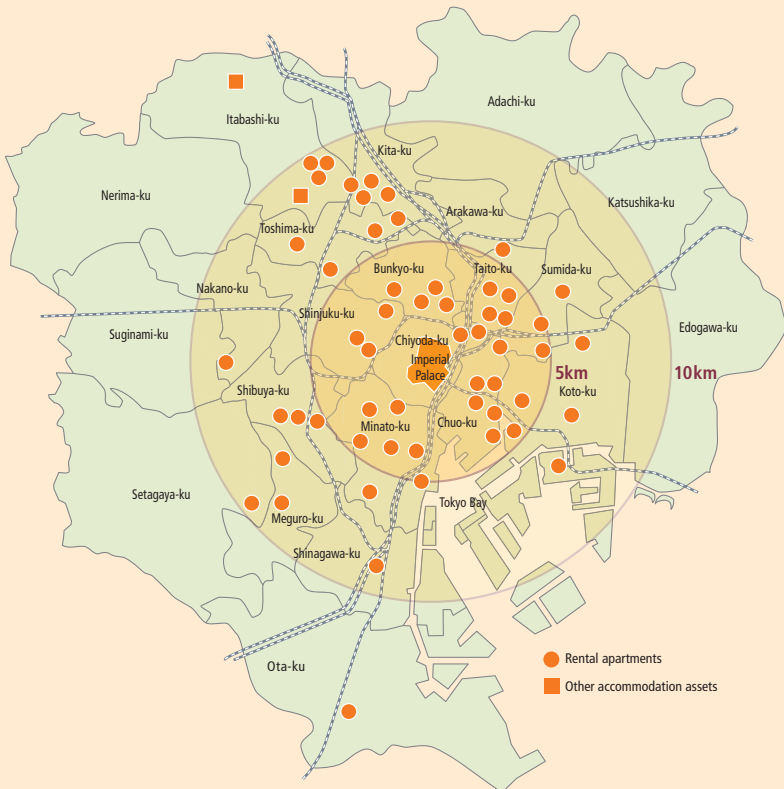 Adachi-ku
Itabashi-ku
Kita-ku
Nerima-ku
Katsushika-ku
Arakawa-ku
Toshima-ku
Bunkyo-ku
Taito-ku
Sumida-ku
Nakano-ku
Shinjuku-ku
Edogawa-ku
Suginami-ku
Chiyoda-ku
Imperial
Palace
5km
10km
Shibuya-ku
Koto-ku
Minato-ku
Chuo-ku
Setagaya-ku
Tokyo Bay
Meguro-ku
Shinagawa-ku
Ota-ku
Rental apartments
Other accommodation assets